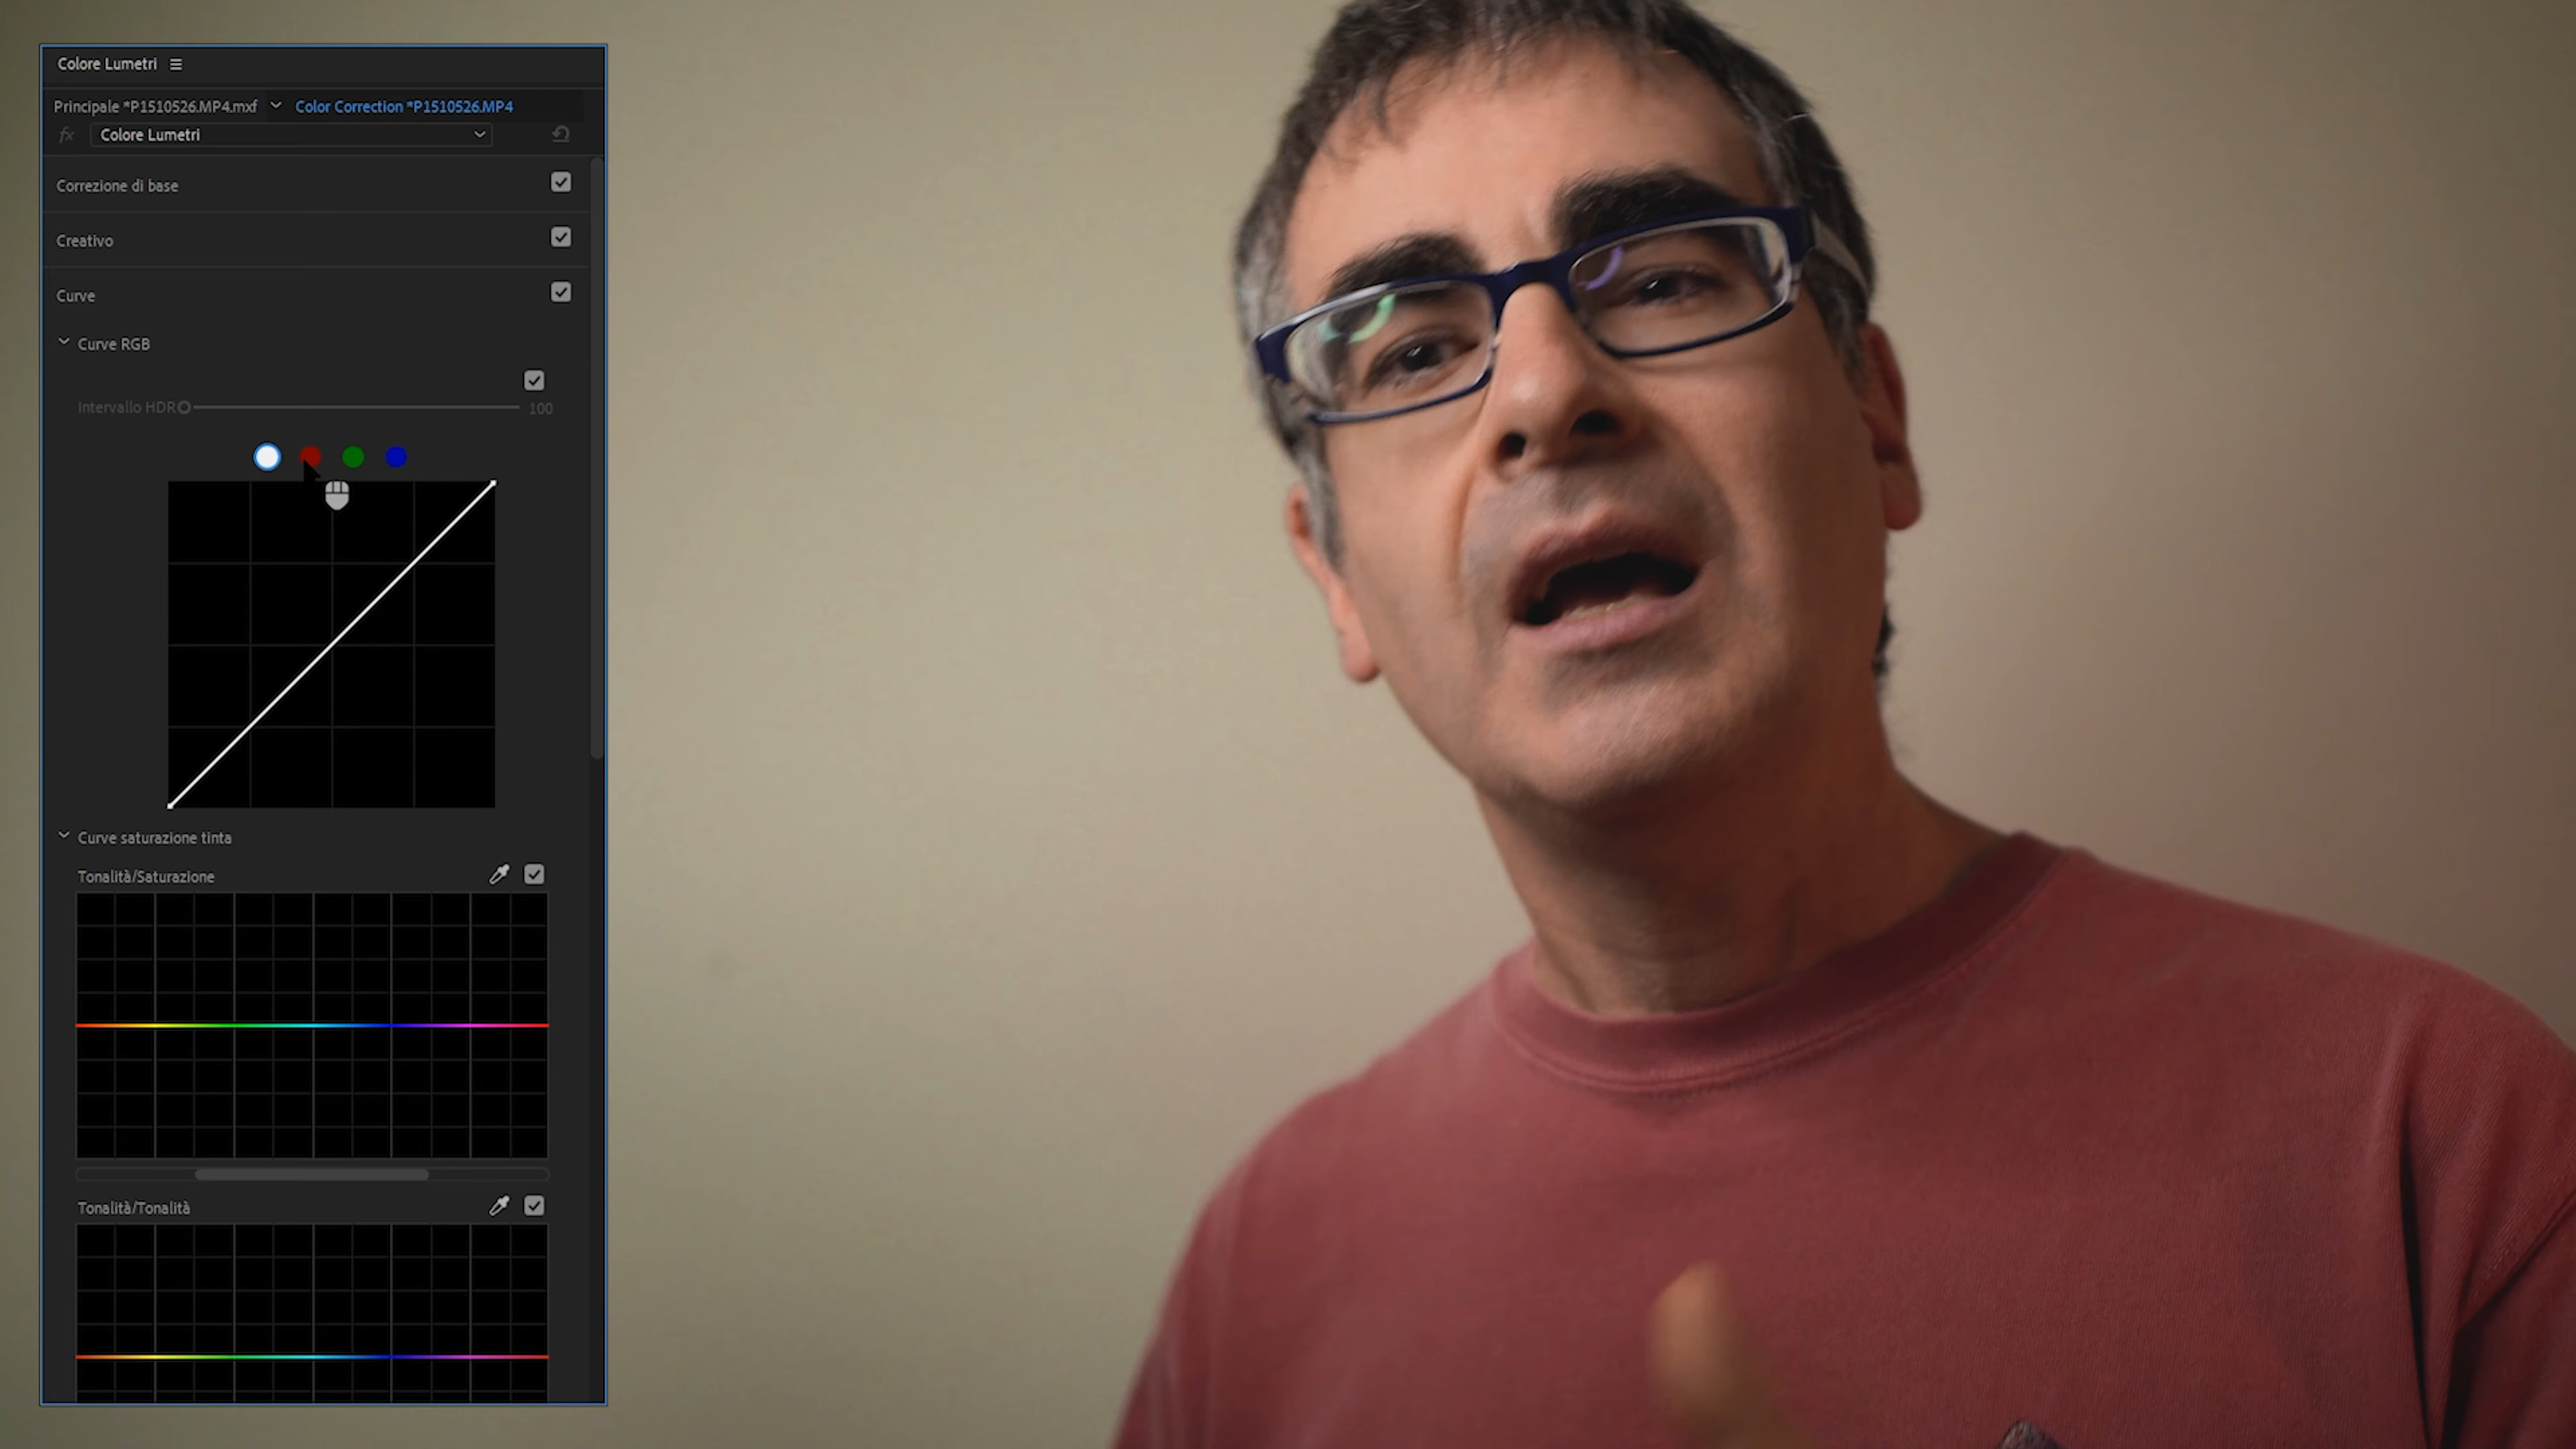 Colore Lumetri
Principale *P1510526.MP4.mxf Color Correction *P1510526.MP4
fx Colore Lumetri
Correzione di base
Creativo
Curve
Curve RGB
Intervallo HDR 100
Curve saturazione tinta
Tonalità/Saturazione
Tonalità/Tonalità